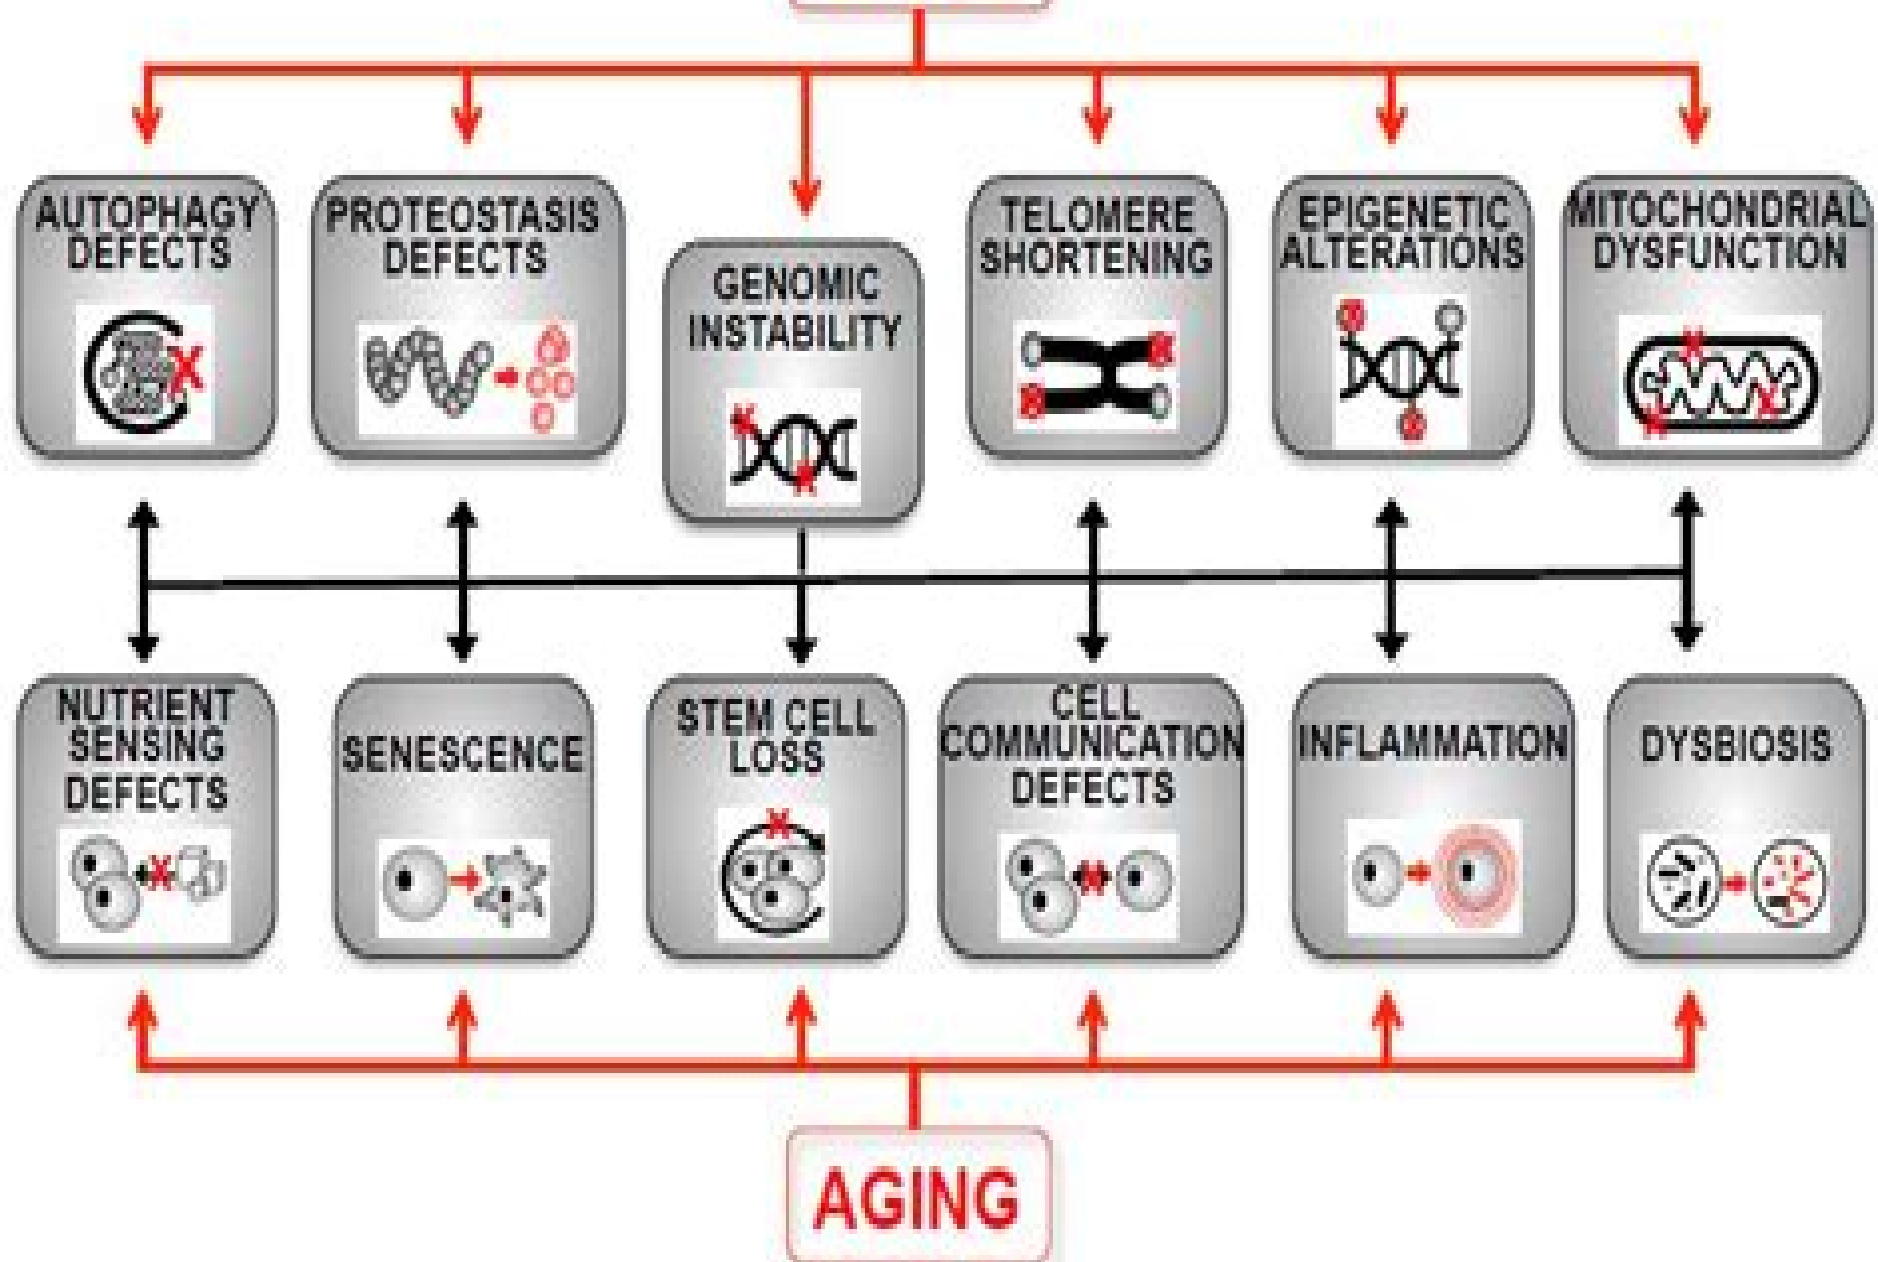 AUTOPHAGY
DEFECTS
PROTEOSTASIS
DEFECTS
GENOMIC
INSTABILITY
TELOMERE
SHORTENING
EPIGENETIC
ALTERATIONS
MITOCHONDRIAL
DYSFUNCTION
NUTRIENT
SENSING
DEFECTS
SENESCENCE
STEM CELL
LOSS
CELL
COMMUNICATION
DEFECTS
INFLAMMATION
DYSBIOSIS
AGING